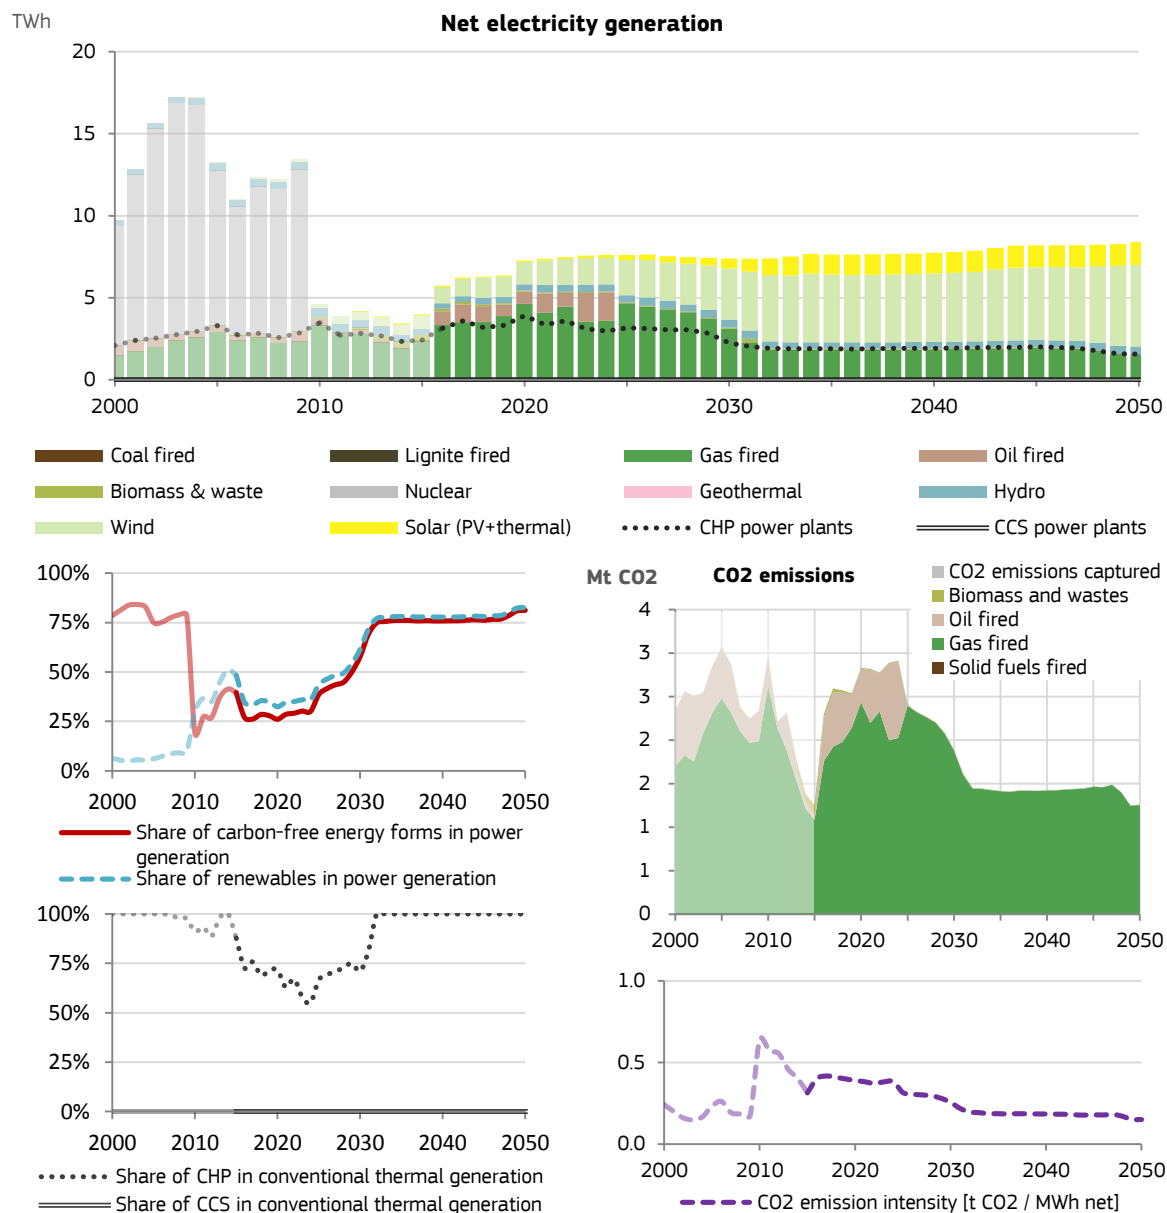 TWh
Net electricity generation
20
15
10
5
0
2000 2010 2020 2030 2040 2050
Coal fired Lignite fired Gas fired Oil fired
Biomass & waste Nuclear Geothermal Hydro
Wind Solar (PV+thermal) CHP power plants CCS power plants
100%
75%
50%
25%
0%
2000 2010 2020 2030 2040 2050
Share of carbon-free energy forms in power
generation
Share of renewables in power generation
100%
75%
50%
25%
0%
2000 2010 2020 2030 2040 2050
Share of CHP in conventional thermal generation
Share of CCS in conventional thermal generation
Mt CO2
CO2 emissions
CO2 emissions captured
Biomass and wastes
Oil fired
Gas fired
Solid fuels fired
4
3
3
2
2
1
1
0
2000 2010 2020 2030 2040 2050
1.0
0.5
0.0
2000 2010 2020 2030 2040 2050
CO2 emission intensity [t CO2 / MWh net]